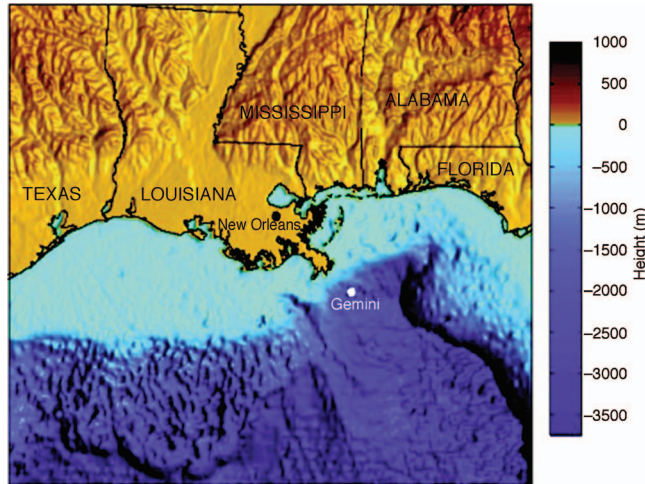 MISSISSIPPI
ALABAMA
FLORIDA
TEXAS
LOUISIANA
New Orleans
Gemini
1000
500
0
−500
−1000
−1500
−2000
−2500
−3000
−3500
Height (m)